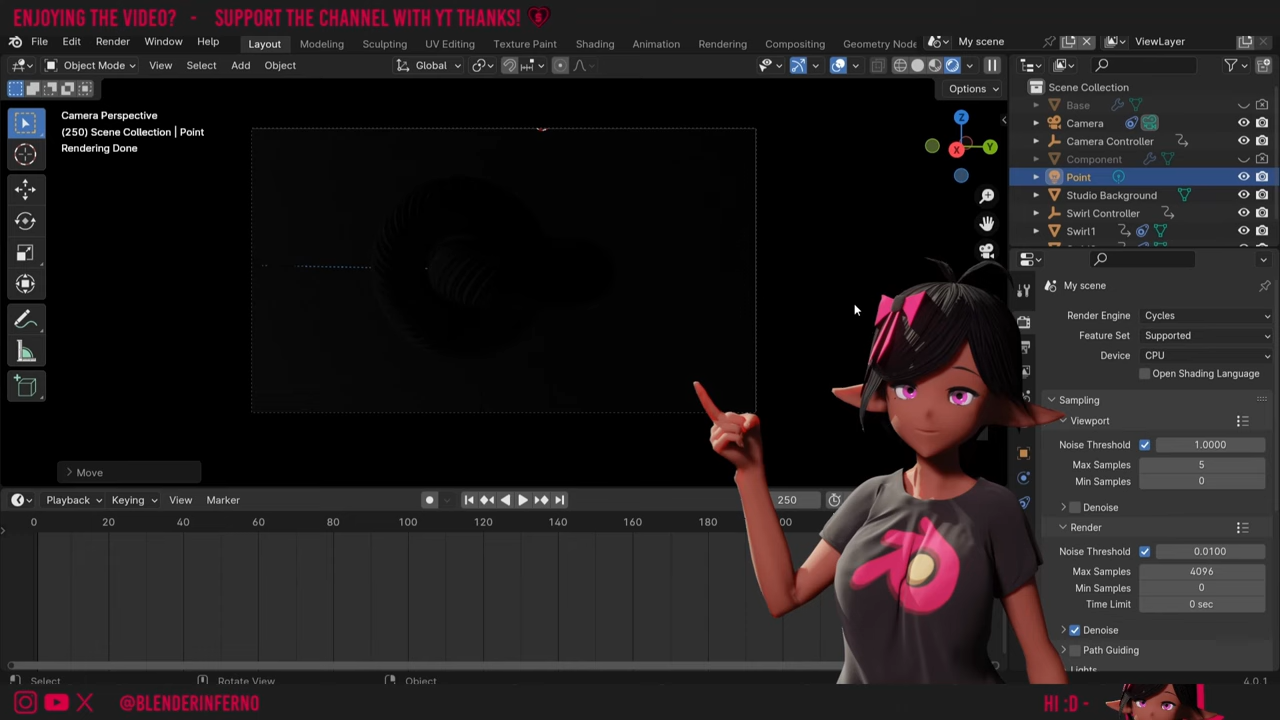 ENJOYING THE VIDEO? - SUPPORT THE CHANNEL WITH YT THANKS!
File Edit Render Window Help Layout Modeling Sculpting UV Editing Texture Paint Shading Animation Rendering Compositing Geometry Node My scene ViewLayer
Object Mode View Select Add Object Global
Options
Camera Perspective
(250) Scene Collection | Point
Rendering Done
Z
X
Y
Move
Scene Collection
Base
Camera
Camera Controller
Component
Point
Studio Background
Swirl Controller
Swirl1
My scene
Render Engine Cycles
Feature Set Supported
Device CPU
Open Shading Language
Sampling
Viewport
Noise Threshold 1.0000
Max Samples 5
Min Samples 0
Denoise
Render
Noise Threshold 0.0100
Max Samples 4096
Min Samples 0
Time Limit 0 sec
Denoise
Path Guiding
Lights
Playback Keying View Marker 250
0 20 40 60 80 100 120 140 160 180
Select Rotate View Object 4.0.1
@BLENDERINFERNO HI :D -